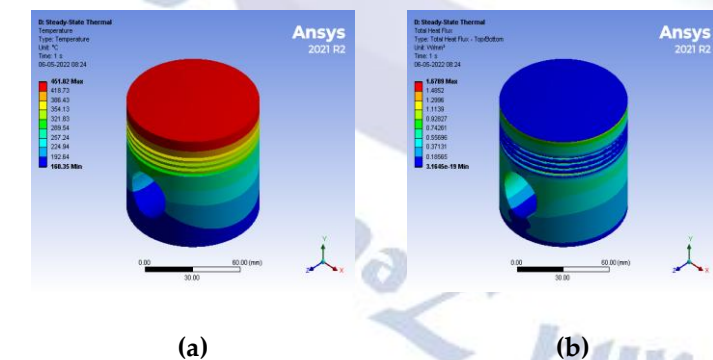 D: Steady-State Thermal
Temperature
Type: Temperature
Unit: °C
Time: 1 s
06-05-2022 08:24
451.02 Max
418.73
386.43
354.13
321.83
289.54
257.24
224.94
192.64
160.35 Min
Ansys
2021 R2
0.00
60.00 (mm)
30.00
Y
Z
X
(a)
D: Steady-State Thermal
Total Heat Flux
Type: Total Heat Flux - Top/Bottom
Unit: W/mm²
Time: 1 s
06-05-2022 08:24
1.6709 Max
1.4852
1.2996
1.1139
0.92827
0.74261
0.55696
0.37131
0.18565
3.1645e-19 Min
Ansys
2021 R2
0.00
60.00 (mm)
30.00
Y
Z
X
(b)